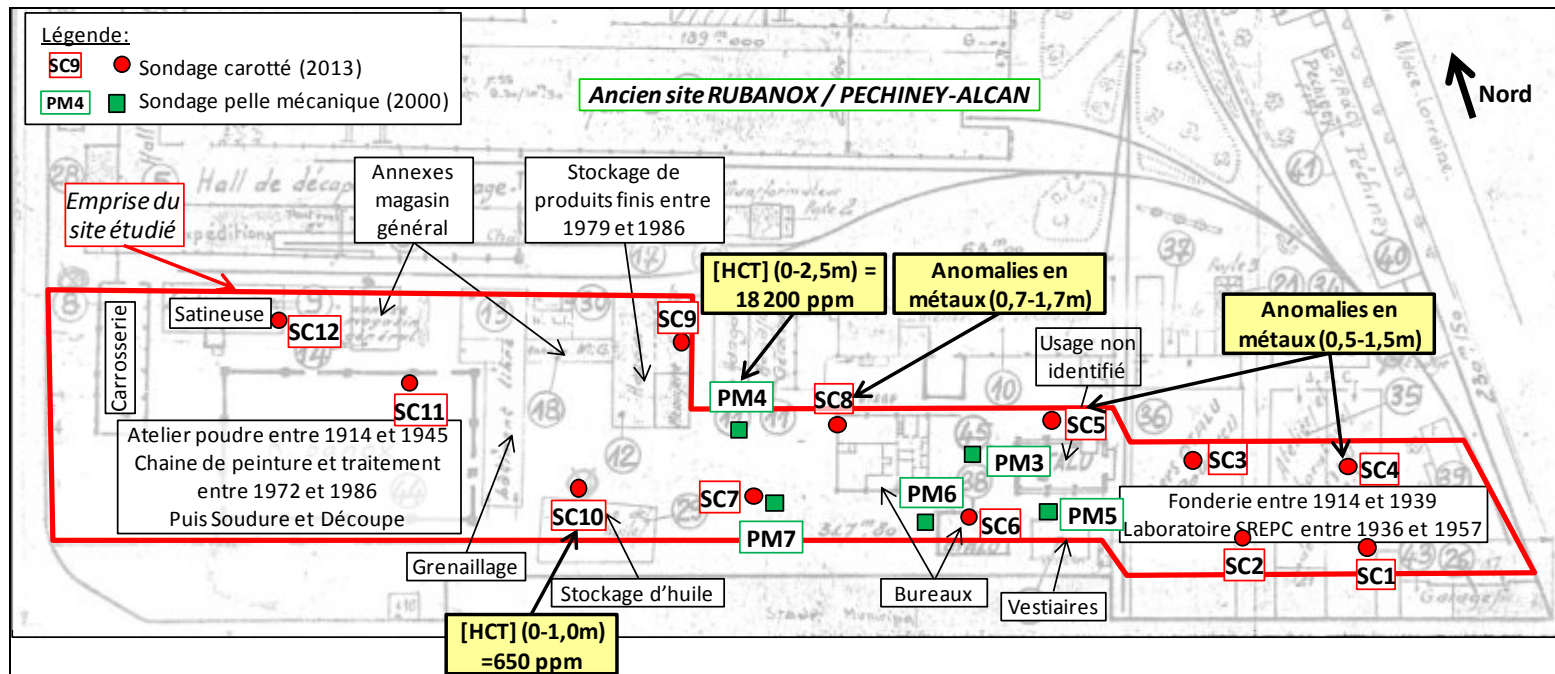 Légende:
SC9 Sondage carotté (2013)
PM4 Sondage pelle mécanique (2000)
Ancien site RUBANOX / PECHINEY-ALCAN
Nord
189 m 000
Allée Lorraine
Péchiney
Hall de décap
Emprise du
site étudié
Annexes
magasin
général
Stockage de
produits finis entre
1979 et 1986
[HCT] (0-2,5m) =
18 200 ppm
Anomalies en
métaux (0,7-1,7m)
Anomalies en
métaux (0,5-1,5m)
Usage non
identifié
Carrosserie
Satineuse
SC12
SC9
SC11
PM4
SC8
SC5
SC3
SC4
PM3
PM6
PM5
SC7
SC6
SC10
PM7
SC2
SC1
Atelier poudre entre 1914 et 1945
Chaine de peinture et traitement
entre 1972 et 1986
Puis Soudure et Découpe
Fonderie entre 1914 et 1939
Laboratoire SREPC entre 1936 et 1957
Grenaillage
Stockage d'huile
Bureaux
Vestiaires
[HCT] (0-1,0m)
=650 ppm